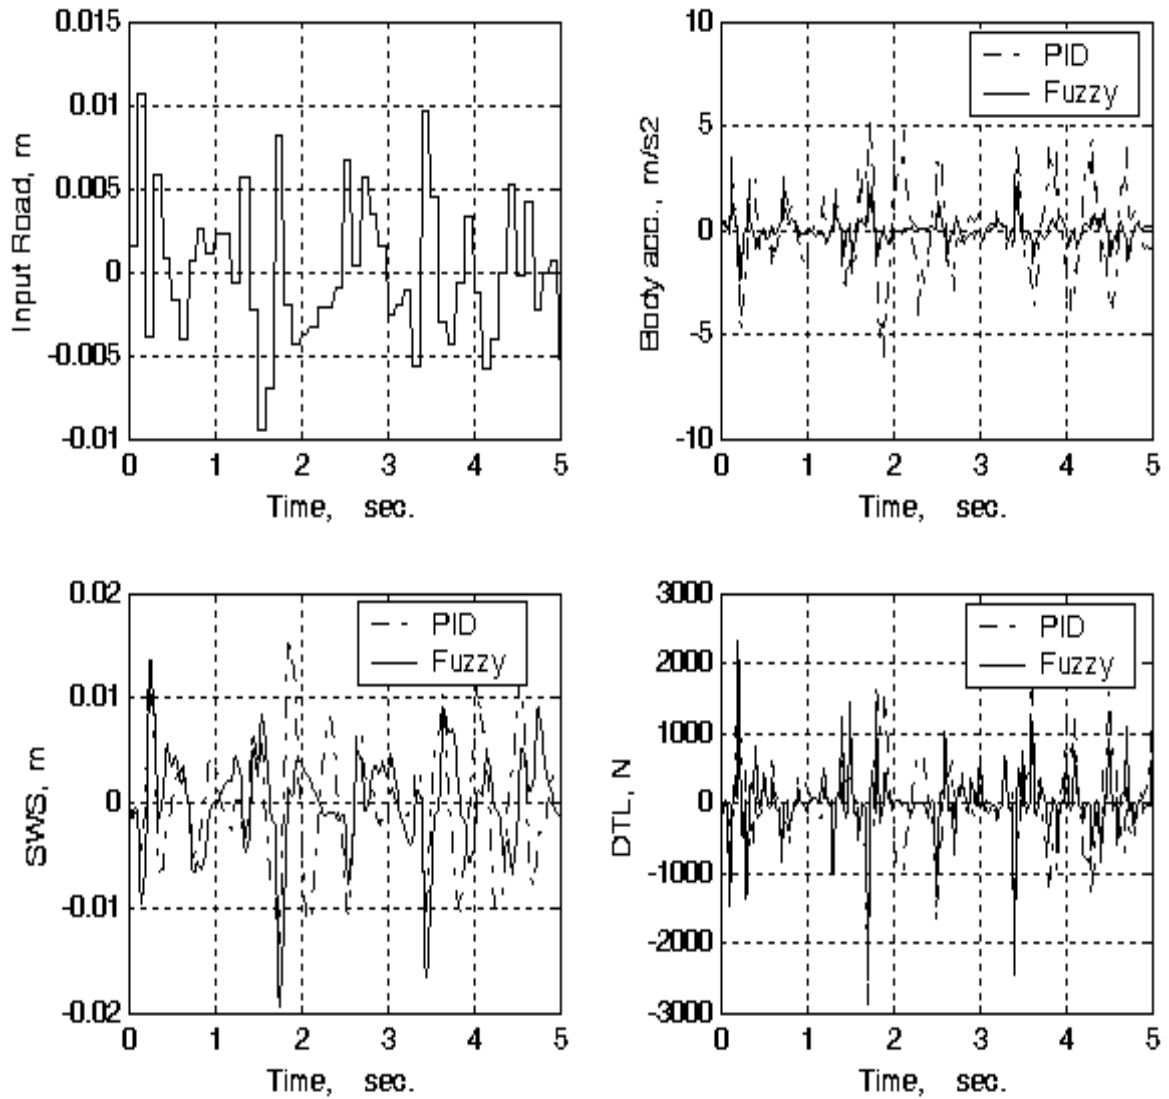 0.015
0.01
0.005
0
-0.005
-0.01
Input Road, m
0 1 2 3 4 5
Time, sec.
10
5
0
-5
-10
Body acc., m/s2
PID
Fuzzy
0 1 2 3 4 5
Time, sec.
0.02
0.01
0
-0.01
-0.02
SWS, m
PID
Fuzzy
0 1 2 3 4 5
Time, sec.
3000
2000
1000
0
-1000
-2000
-3000
DTL, N
PID
Fuzzy
0 1 2 3 4 5
Time, sec.